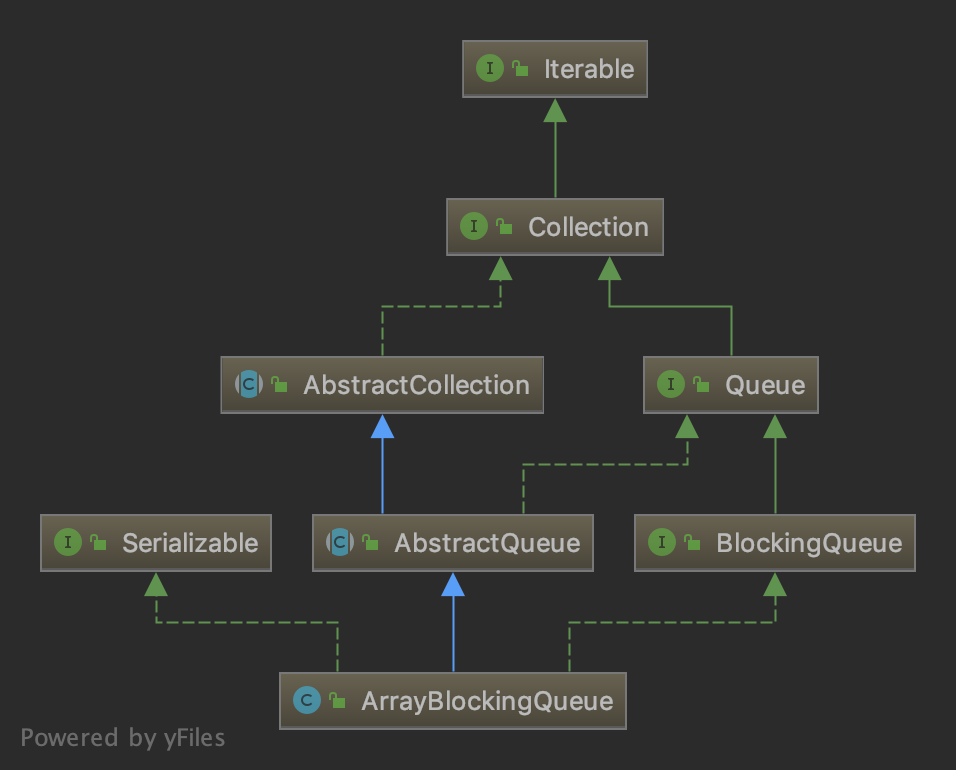 I Iterable
I Collection
C AbstractCollection
I Queue
I Serializable
C AbstractQueue
I BlockingQueue
C ArrayBlockingQueue
Powered by yFiles